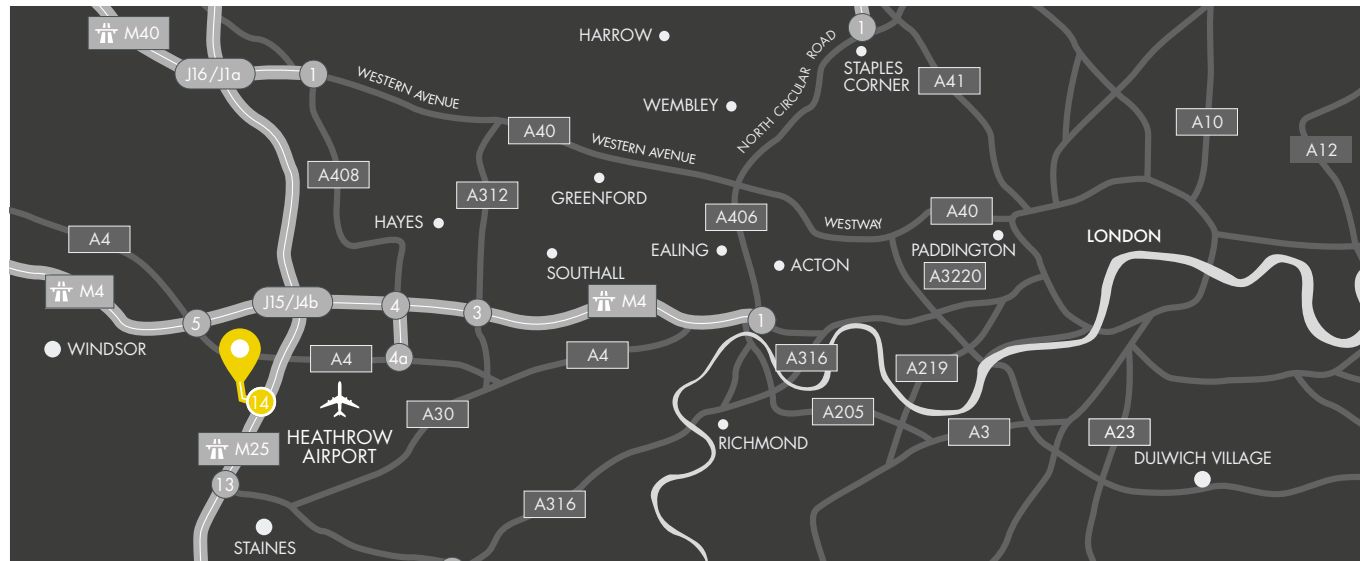 M40
HARROW
1
NORTH CIRCULAR ROAD
STAPLES
CORNER
J16/J1a
1
WESTERN AVENUE
A41
WEMBLEY
A10
A40
WESTERN AVENUE
A12
A408
A312
GREENFORD
HAYES
A406
WESTWAY
A40
A4
EALING
PADDINGTON
LONDON
SOUTHALL
ACTON
A3220
M4
J15/J4b
4
3
M4
5
1
WINDSOR
A4
4a
A4
A316
A219
14
A30
A205
HEATHROW
AIRPORT
M25
RICHMOND
A3
A23
DULWICH VILLAGE
13
A316
STAINES